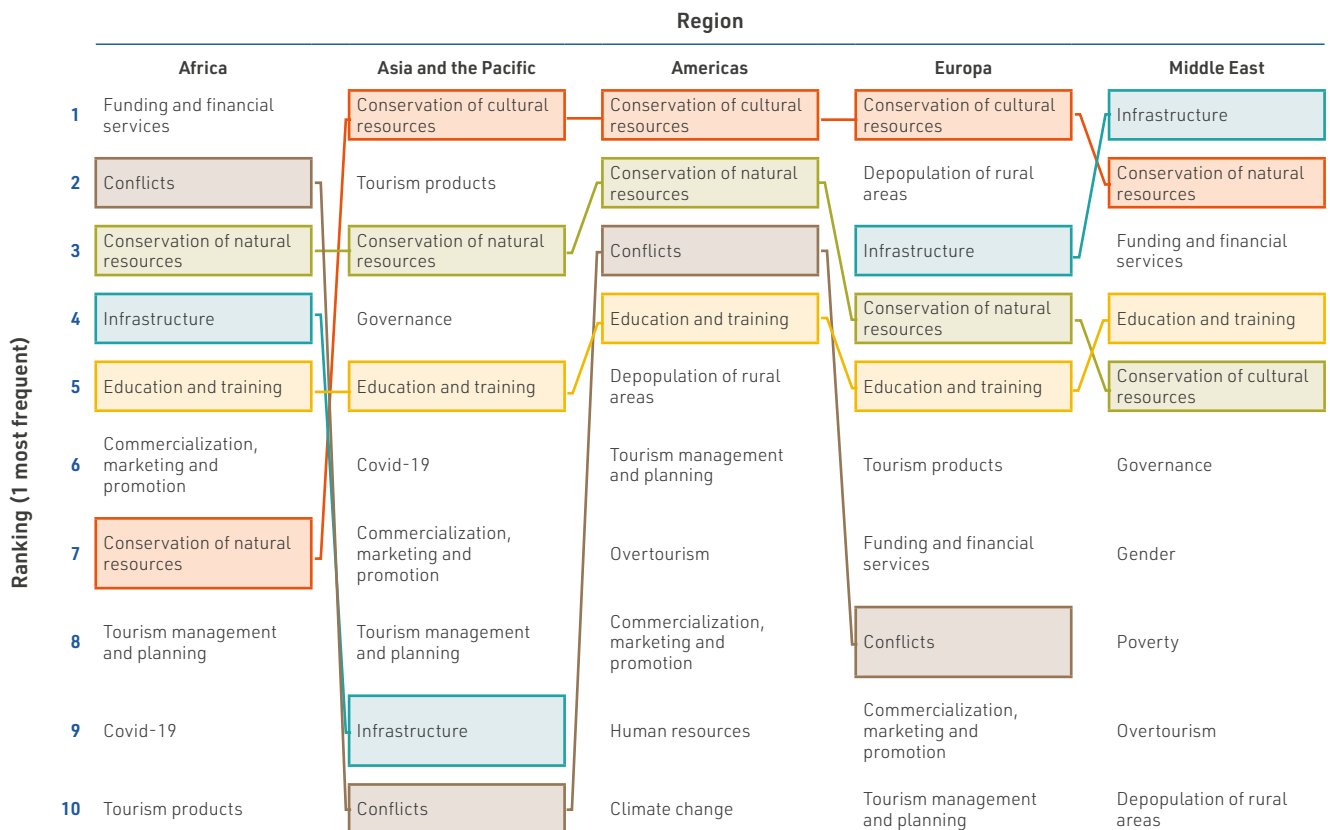 Region
Africa
Asia and the Pacific
Americas
Europa
Middle East
Ranking (1 most frequent)
1
Funding and financial
services
Conservation of cultural
resources
Conservation of cultural
resources
Conservation of cultural
resources
Infrastructure
2
Conflicts
Tourism products
Conservation of natural
resources
Depopulation of rural
areas
Conservation of natural
resources
3
Conservation of natural
resources
Conservation of natural
resources
Conflicts
Infrastructure
Funding and financial
services
4
Infrastructure
Governance
Education and training
Conservation of natural
resources
Education and training
5
Education and training
Education and training
Depopulation of rural
areas
Education and training
Conservation of cultural
resources
6
Commercialization,
marketing and
promotion
Covid-19
Tourism management
and planning
Tourism products
Governance
7
Conservation of natural
resources
Commercialization,
marketing and
promotion
Overtourism
Funding and financial
services
Gender
8
Tourism management
and planning
Tourism management
and planning
Commercialization,
marketing and
promotion
Conflicts
Poverty
9
Covid-19
Infrastructure
Human resources
Commercialization,
marketing and
promotion
Overtourism
10
Tourism products
Conflicts
Climate change
Tourism management
and planning
Depopulation of rural
areas